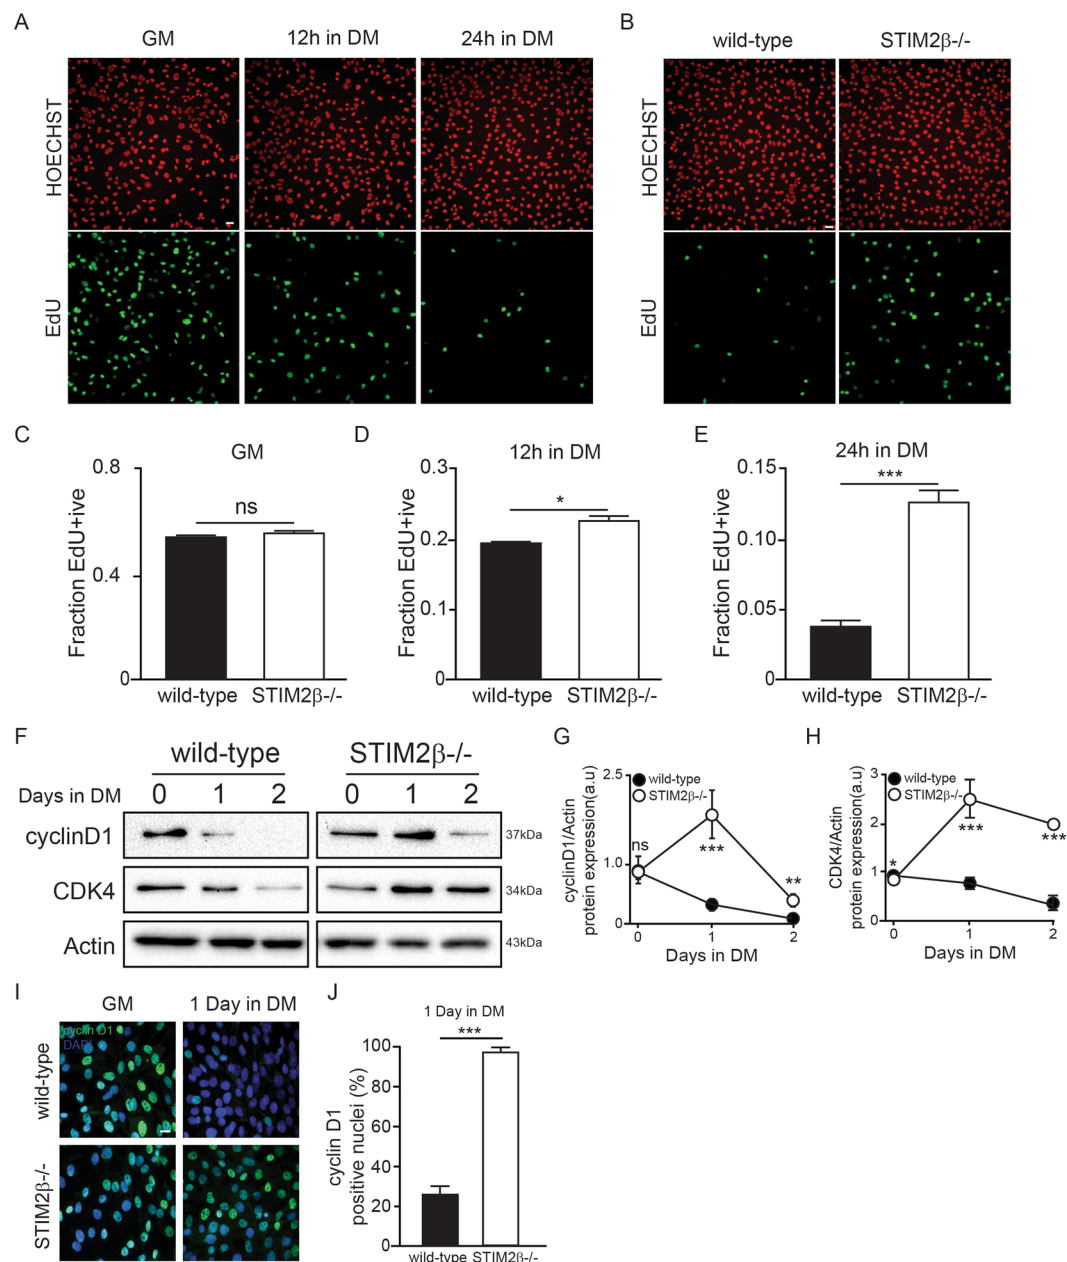 A
GM
12h in DM
24h in DM
HOECHST
EdU
B
wild-type
STIM2β-/-
HOECHST
EdU
C
GM
Fraction EdU+ive
0.8
0.4
0
ns
wild-type
STIM2β-/-
D
12h in DM
Fraction EdU+ive
0.3
0.2
0.1
0
*
wild-type
STIM2β-/-
E
24h in DM
Fraction EdU+ive
0.15
0.1
0.05
0
***
wild-type
STIM2β-/-
F
wild-type
STIM2β-/-
Days in DM
0 1 2
0 1 2
cyclinD1
37kDa
CDK4
34kDa
Actin
43kDa
G
cyclinD1/Actin
protein expression(a.u)
2.5
1.0
0
wild-type
STIM2β-/-
ns
***
**
0 1 2
Days in DM
H
CDK4/Actin
protein expression(a.u)
3
2
1
0
wild-type
STIM2β-/-
*
***
***
0 1 2
Days in DM
I
GM
1 Day in DM
wild-type
cyclin D1
DAPI
STIM2β-/-
J
1 Day in DM
***
cyclin D1
positive nuclei (%)
100
80
60
40
20
0
wild-type
STIM2β-/-